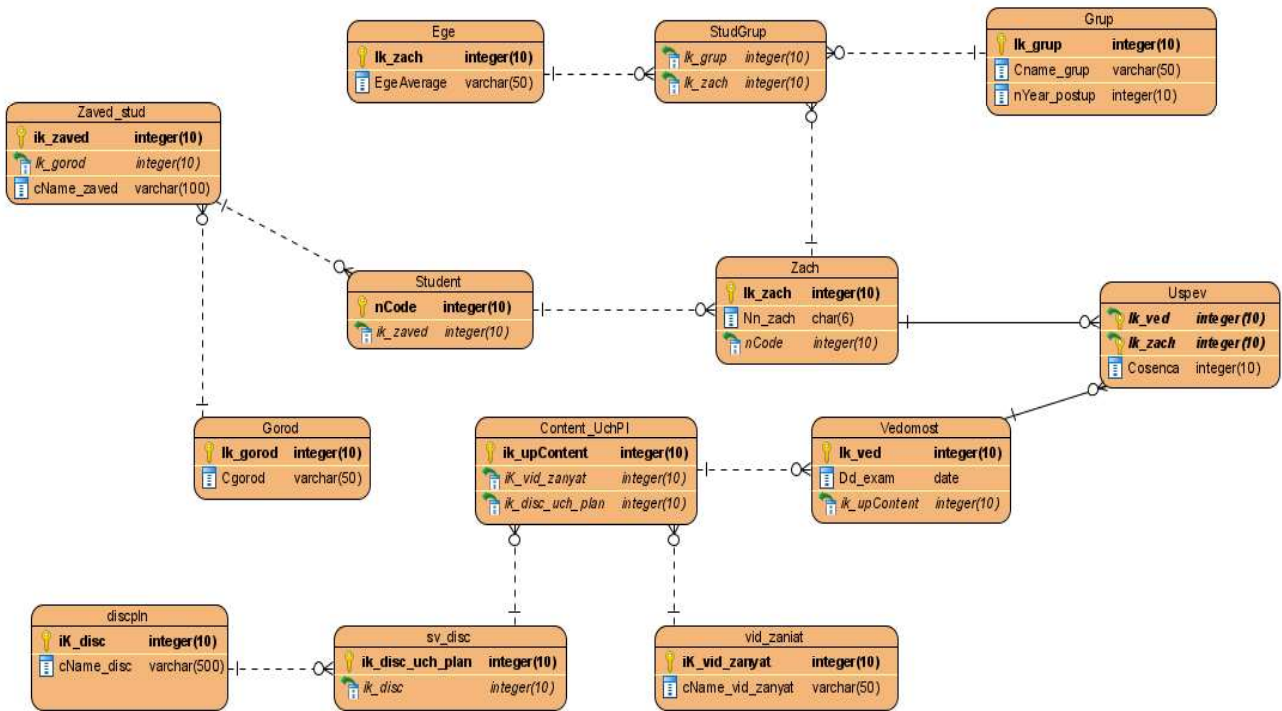 Ege
Ik_zach integer(10)
EgeAverage varchar(50)
StudGrup
Ik_grup integer(10)
Ik_zach integer(10)
Grup
Ik_grup integer(10)
Cname_grup varchar(50)
nYear_postup integer(10)
Zaved_stud
ik_zaved integer(10)
Ik_gorod integer(10)
cName_zaved varchar(100)
Student
nCode integer(10)
ik_zaved integer(10)
Zach
Ik_zach integer(10)
Nn_zach char(6)
nCode integer(10)
Uspev
Ik_ved integer(10)
Ik_zach integer(10)
Cosenca integer(10)
Gorod
Ik_gorod integer(10)
Cgorod varchar(50)
Content_UchPl
ik_upContent integer(10)
iK_vid_zanyat integer(10)
ik_disc_uch_plan integer(10)
Vedomost
Ik_ved integer(10)
Dd_exam date
ik_upContent integer(10)
discpln
iK_disc integer(10)
cName_disc varchar(500)
sv_disc
ik_disc_uch_plan integer(10)
ik_disc integer(10)
vid_zaniat
iK_vid_zanyat integer(10)
cName_vid_zanyat varchar(50)